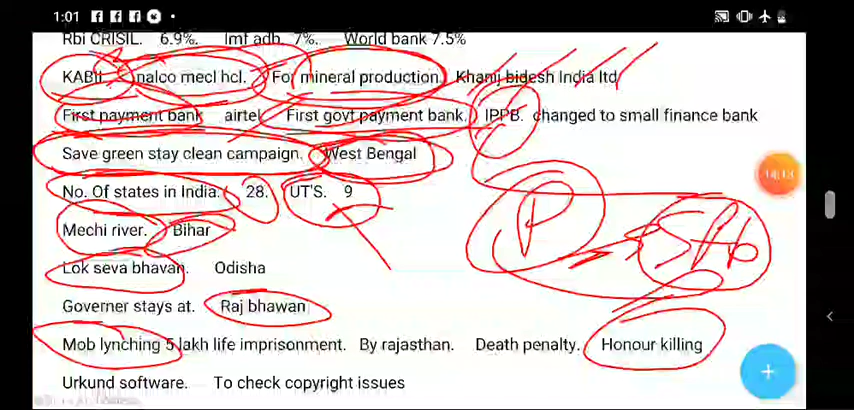 1:01
Rbi CRISIL. 6.9%. Imf adb. 7%. World bank 7.5%
KABIl nalco mecl hcl. For mineral production. Khanij bidesh India ltd
First payment bank airtel First govt payment bank. IPPB. changed to small finance bank
Save green stay clean campaign. West Bengal
No. Of states in India. 28. UT'S. 9
P SFb
Mechi river. Bihar
Lok seva bhavan. Odisha
Governer stays at. Raj bhawan
Mob lynching 5 lakh life imprisonment. By rajasthan. Death penalty. Honour killing
Urkund software. To check copyright issues